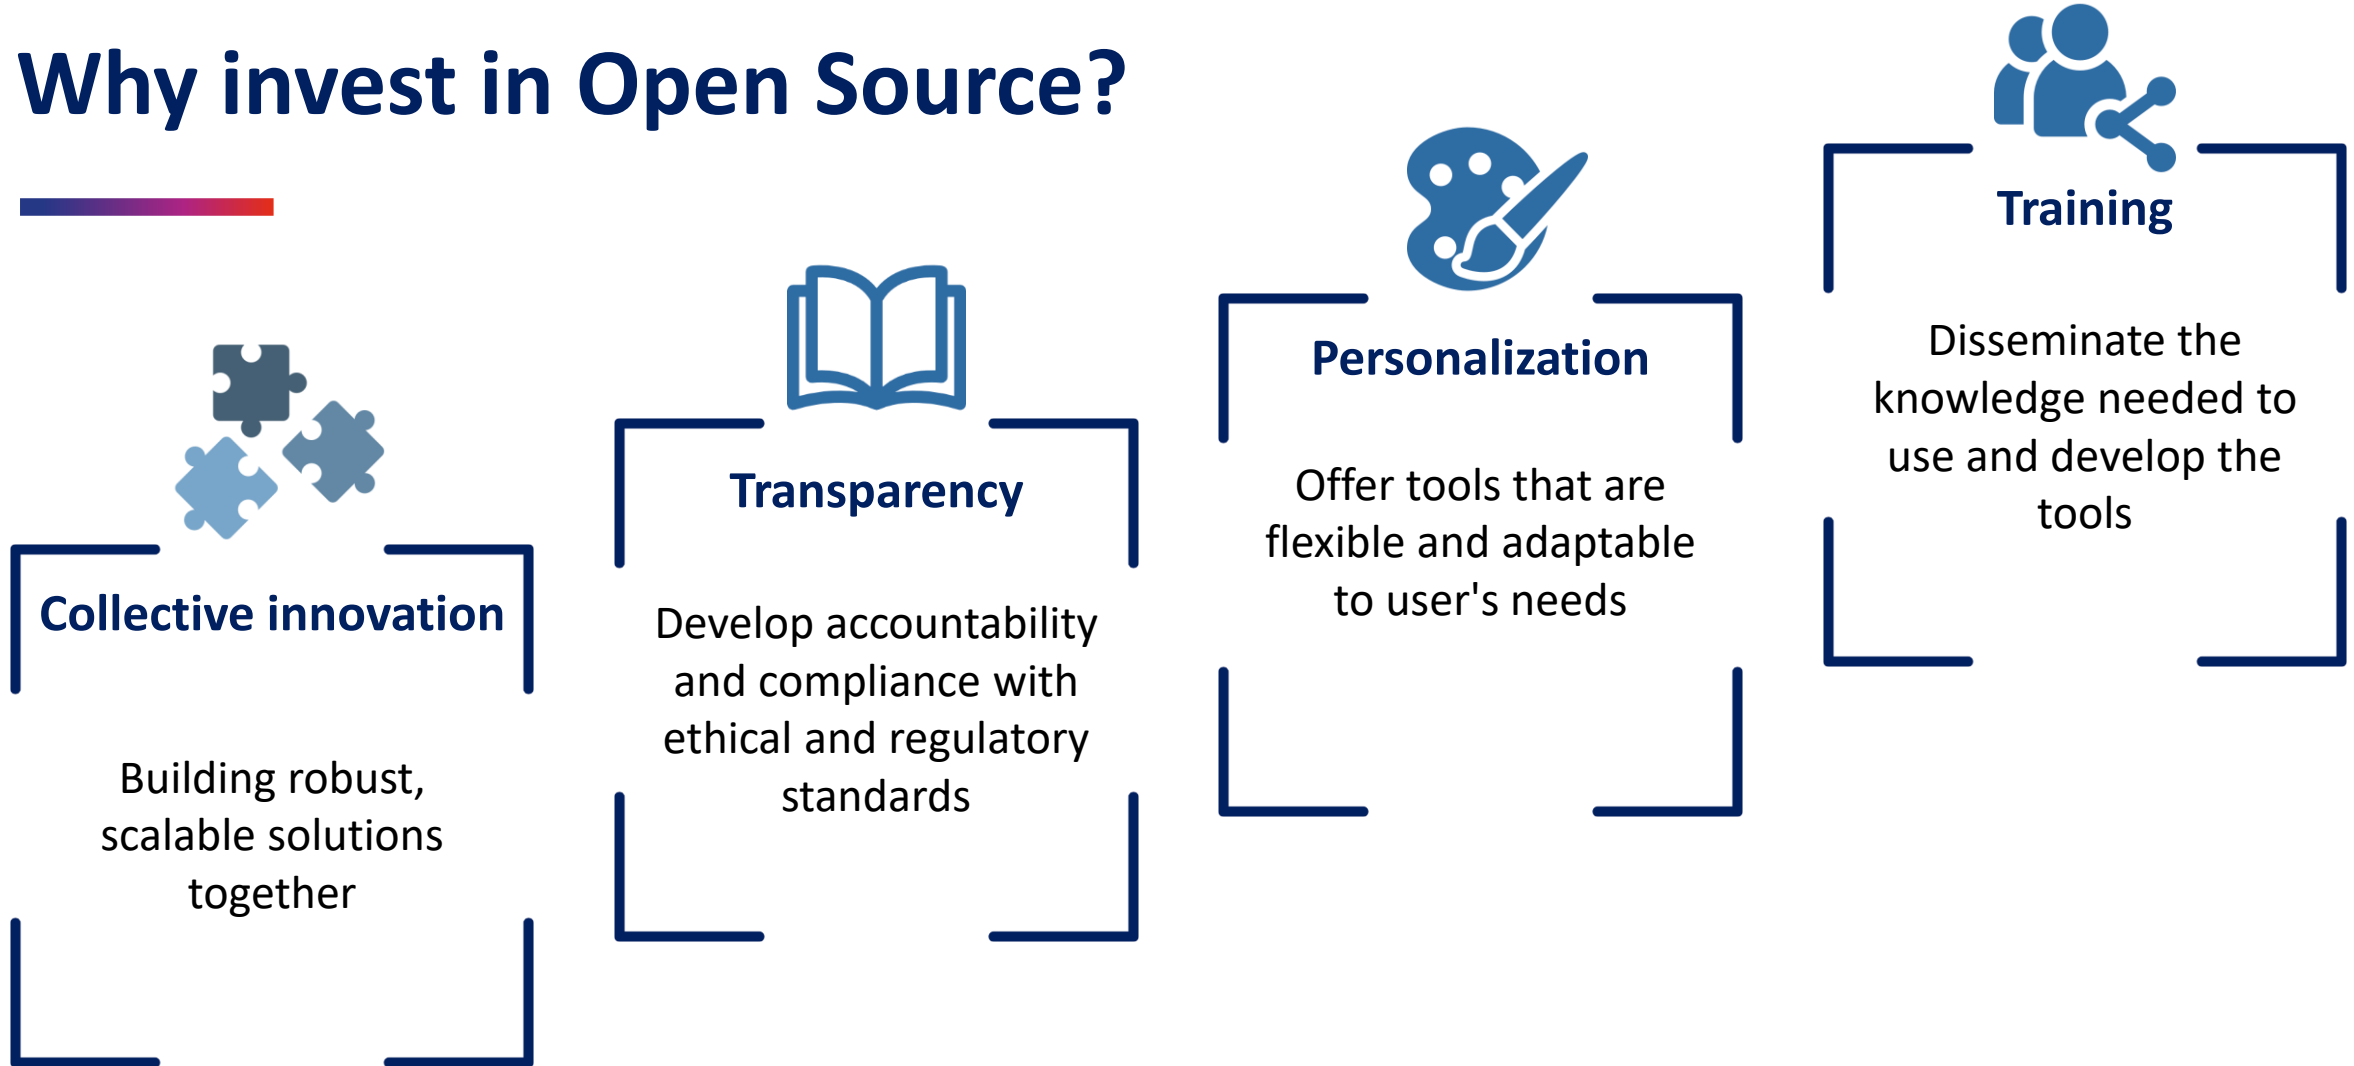 Why invest in Open Source?
Collective innovation
Building robust,
scalable solutions
together
Transparency
Develop accountability
and compliance with
ethical and regulatory
standards
Personalization
Offer tools that are
flexible and adaptable
to user's needs
Training
Disseminate the
knowledge needed to
use and develop the
tools